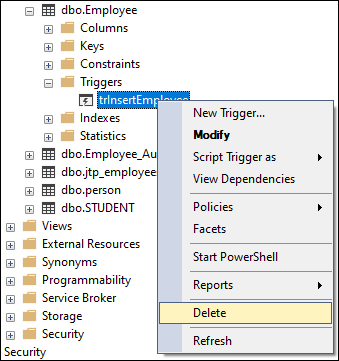 dbo.Employee
Columns
Keys
Constraints
Triggers
trInsertEmployee
Indexes
Statistics
dbo.Employee_Au
dbo.jtp_employee
dbo.person
dbo.STUDENT
Views
External Resources
Synonyms
Programmability
Service Broker
Storage
Security
Security
New Trigger...
Modify
Script Trigger as
View Dependencies
Policies
Facets
Start PowerShell
Reports
Delete
Refresh